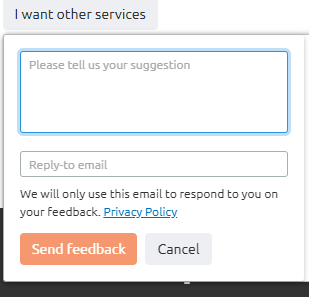 I want other services
Please tell us your suggestion
Reply-to email
We will only use this email to respond to you on
your feedback. Privacy Policy
Send feedback
Cancel